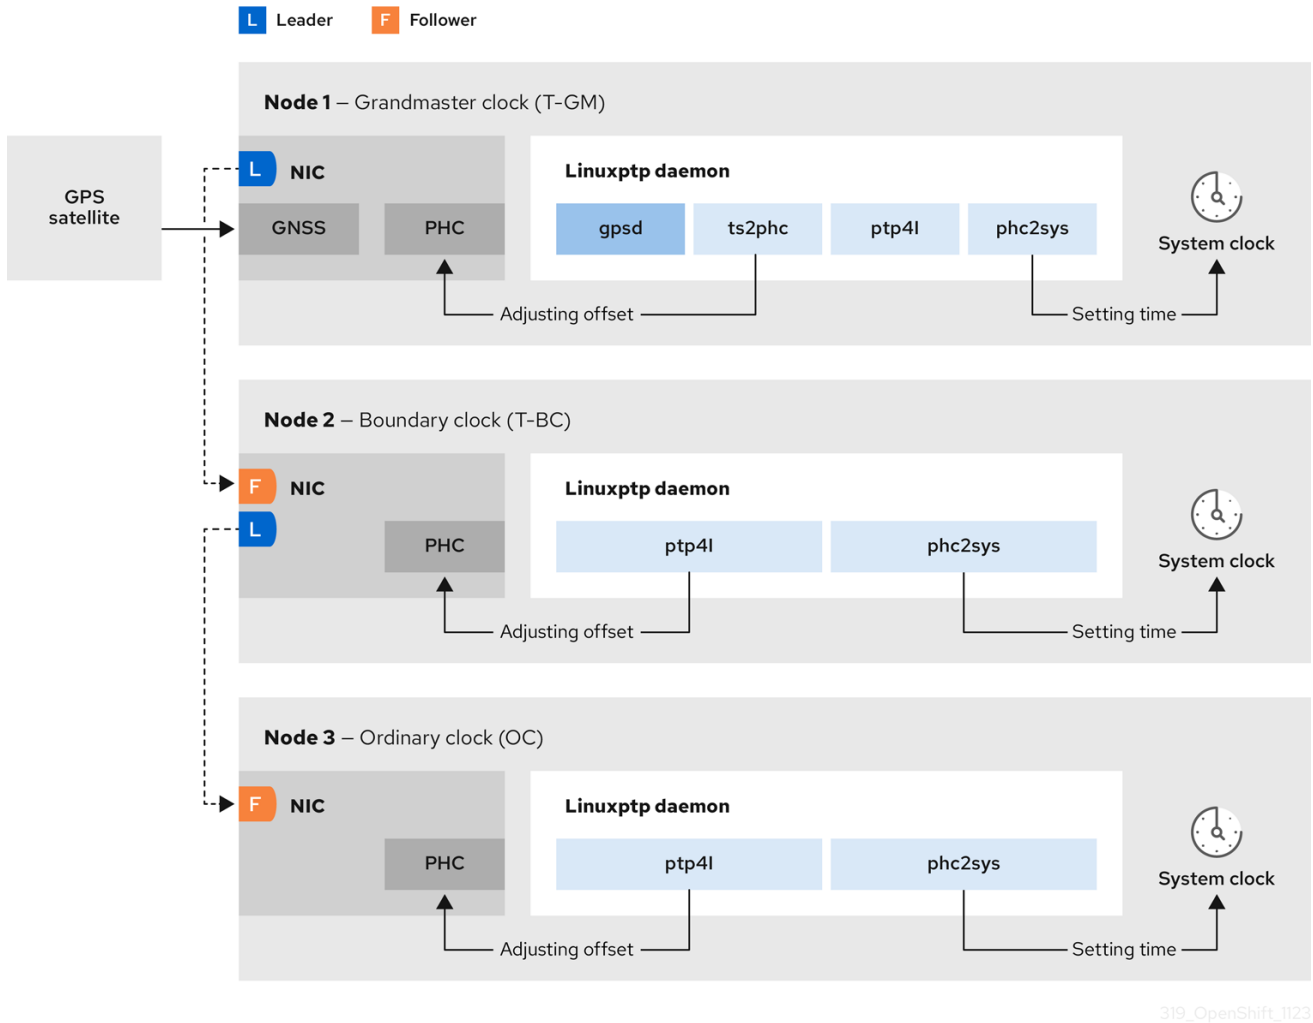 L Leader F Follower
Node 1 – Grandmaster clock (T-GM)
GPS
satellite
L NIC
GNSS PHC
Linuxptp daemon
gpsd ts2phc ptp4l phc2sys
System clock
Adjusting offset
Setting time
Node 2 – Boundary clock (T-BC)
F NIC
L
PHC
Linuxptp daemon
ptp4l phc2sys
System clock
Adjusting offset
Setting time
Node 3 – Ordinary clock (OC)
F NIC
PHC
Linuxptp daemon
ptp4l phc2sys
System clock
Adjusting offset
Setting time
319_OpenShift_1123